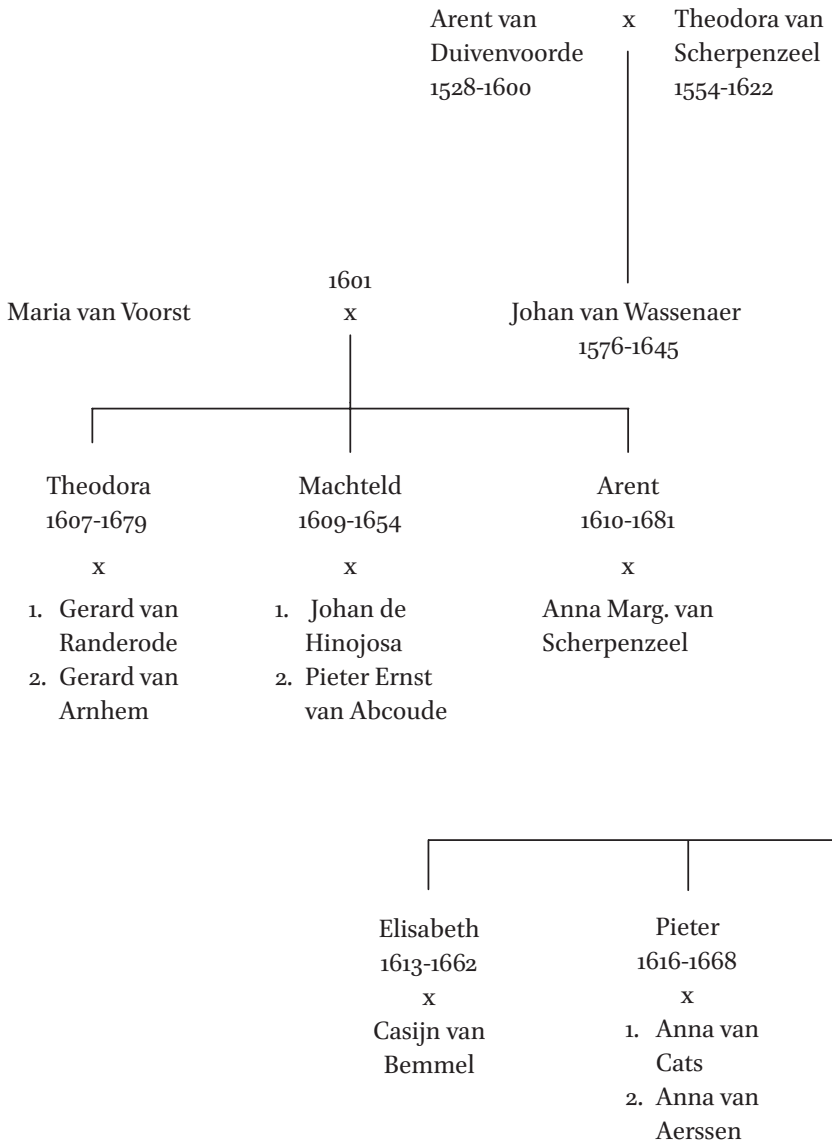 Arent van x Theodora van
Duivenvoorde Scherpenzeel
1528-1600 1554-1622
1601
Maria van Voorst x Johan van Wassenaer
1576-1645
Theodora Machteld Arent
1607-1679 1609-1654 1610-1681
x x x
1. Gerard van 1. Johan de Anna Marg. van
Randerode Hinojosa Scherpenzeel
2. Gerard van 2. Pieter Ernst
Arnhem van Abcoude
Elisabeth Pieter
1613-1662 1616-1668
x x
Casijn van 1. Anna van
Bemmel Cats
2. Anna van
Aerssen